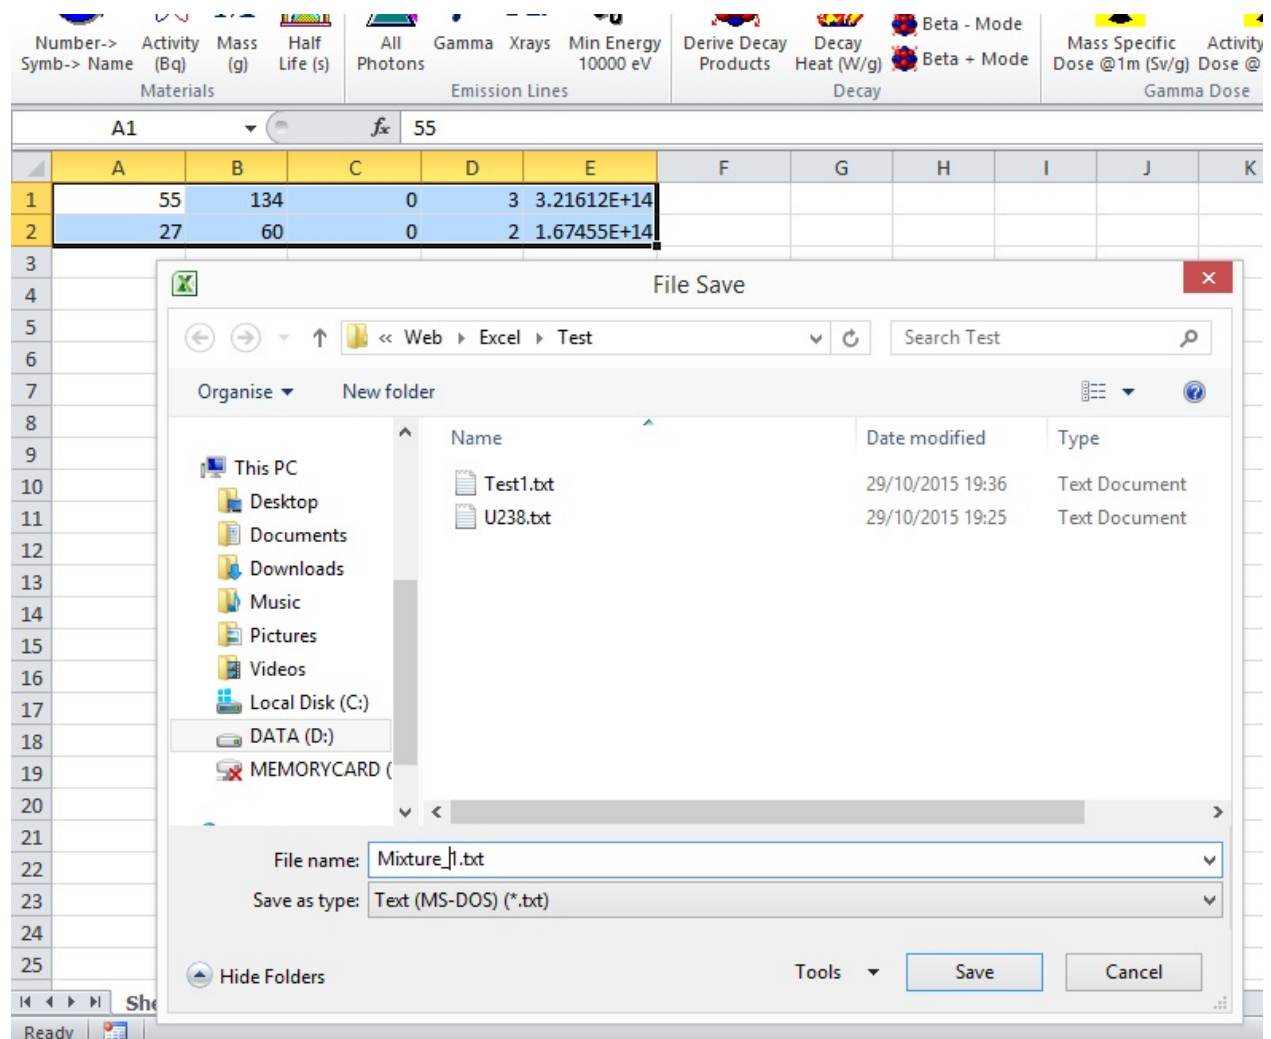 Beta - Mode
Number-> Activity Mass Half All Gamma Xrays Min Energy Derive Decay Decay Beta + Mode Mass Specific Activity
Symb-> Name (Bq) (g) Life (s) Photons 10000 eV Products Heat (W/g) Dose @1m (Sv/g) Dose @
Materials Emission Lines Decay Gamma Dose
A1 fx 55
A B C D E F G H I J K
1 55 134 0 3 3.21612E+14
2 27 60 0 2 1.67455E+14
3
File Save
4
5 « Web Excel Test Search Test
6
7 Organise New folder
8 Name Date modified Type
9 This PC
10 Desktop Test1.txt 29/10/2015 19:36 Text Document
11 Documents U238.txt 29/10/2015 19:25 Text Document
12 Downloads
13 Music
14 Pictures
15
16 Videos
17 Local Disk (C:)
18 DATA (D:)
19 MEMORYCARD (
20
21
22 File name: Mixture_1.txt
23 Save as type: Text (MS-DOS) (*.txt)
24
25 Hide Folders Tools Save Cancel
She
Ready